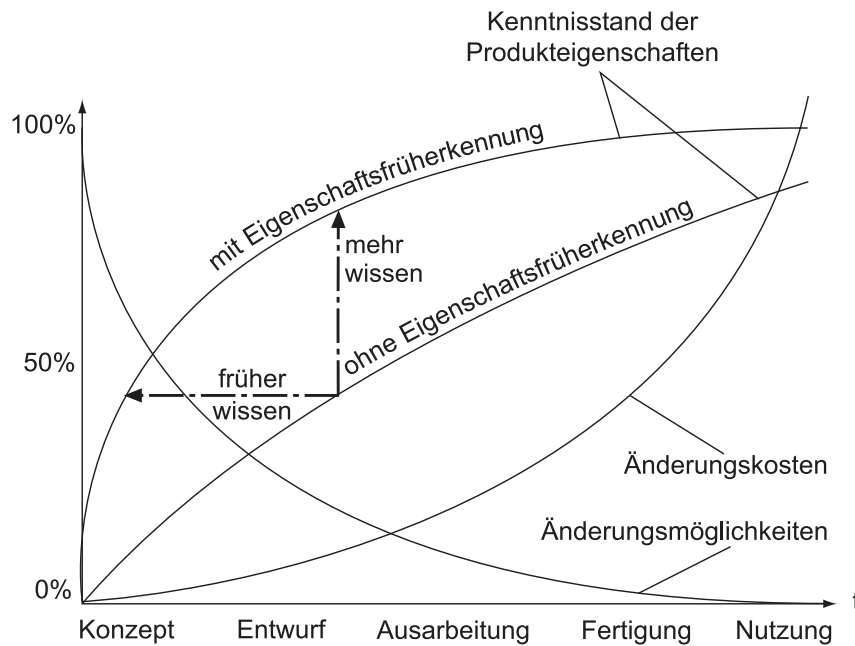 Kenntnisstand der
Produkteigenschaften
100%
mit Eigenschaftsfrüherkennung
mehr
wissen
ohne Eigenschaftsfrüherkennung
50%
früher
wissen
Änderungskosten
Änderungsmöglichkeiten
0%
t
Konzept Entwurf Ausarbeitung Fertigung Nutzung